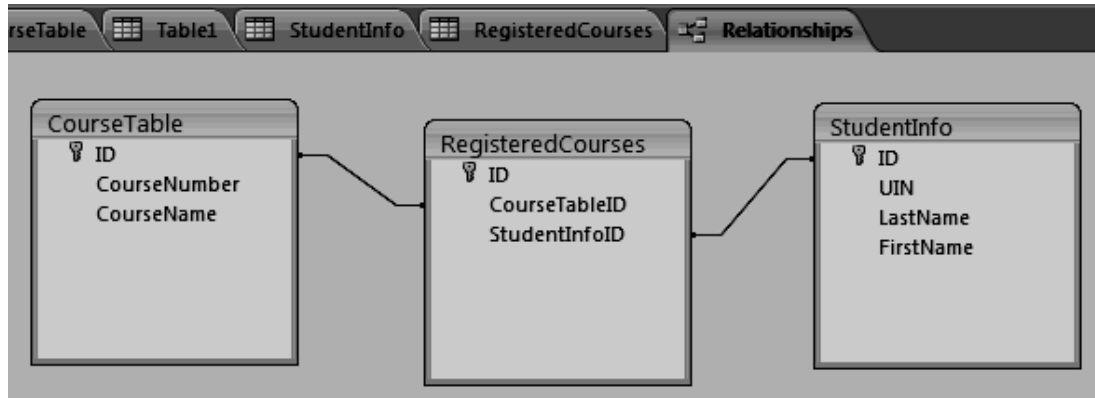 rseTable Table1 StudentInfo RegisteredCourses Relationships
CourseTable
ID
CourseNumber
CourseName
RegisteredCourses
ID
CourseTableID
StudentInfoID
StudentInfo
ID
UIN
LastName
FirstName